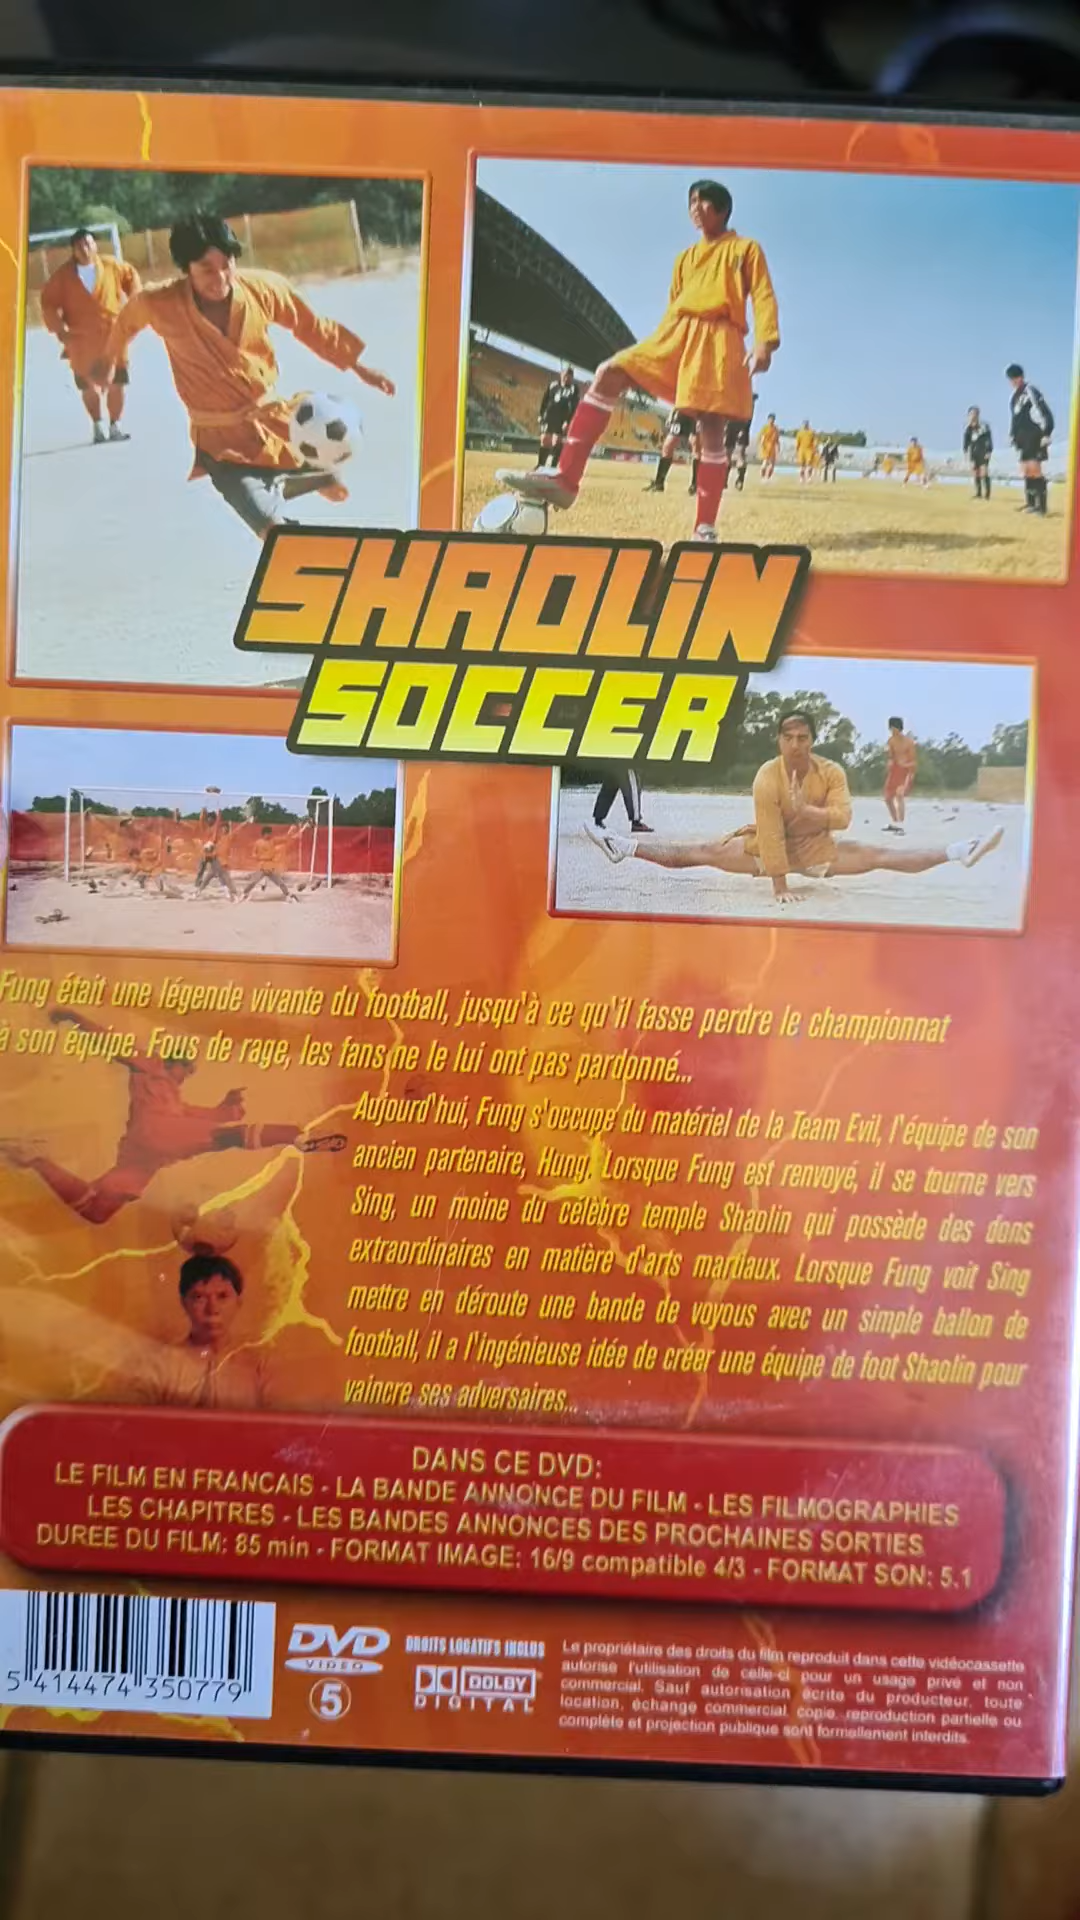 SHAOLIN
SOCCER
Fung était une légende vivante du football, jusqu'à ce qu'il fasse perdre le championnat
à son équipe. Fous de rage, les fans ne le lui ont pas pardonné...
Aujourd'hui, Fung s'occupe du matériel de la Team Evil, l'équipe de son
ancien partenaire, Hung. Lorsque Fung est renvoyé, il se tourne vers
Sing, un moine du célèbre temple Shaolin qui possède des dons
extraordinaires en matière d'arts martiaux. Lorsque Fung voit Sing
mettre en déroute une bande de voyous avec un simple ballon de
football, il a l'ingénieuse idée de créer une équipe de foot Shaolin pour
vaincre ses adversaires...
DANS CE DVD:
LE FILM EN FRANCAIS - LA BANDE ANNONCE DU FILM - LES FILMOGRAPHIES
LES CHAPITRES - LES BANDES ANNONCES DES PROCHAINES SORTIES
DUREE DU FILM: 85 min - FORMAT IMAGE: 16/9 compatible 4/3 - FORMAT SON: 5.1
5 414474 350779
DVD
VIDEO
5
DROITS LOCATIFS INCLUS
DOLBY
DIGITAL
Le propriétaire des droits du film reproduit dans cette vidéocassette
autorise l'utilisation de celle-ci pour un usage privé et non
commercial. Sauf autorisation écrite du producteur, toute
location, échange commercial, copie, reproduction partielle ou
complète et projection publique sont formellement interdits.